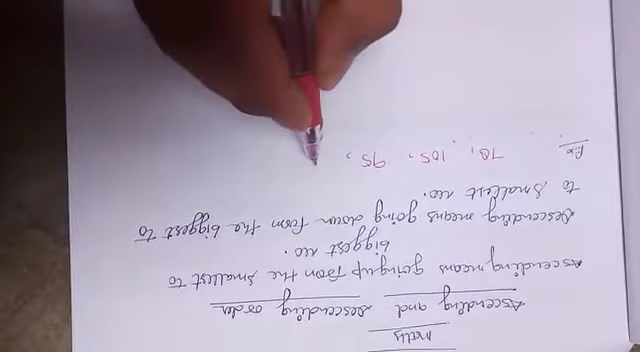 Maths
Ascending and Descending order
Ascending means going up from the smallest to
biggest no.
Descending means going down from the biggest to
smallest no.
Ex
78, 105, 95,